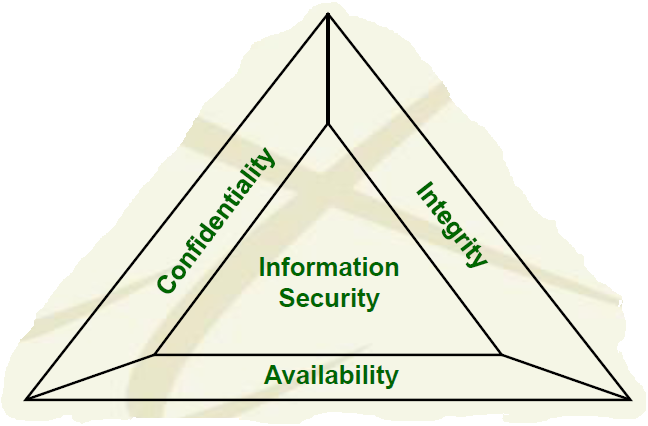 Confidentiality
Integrity
Information
Security
Availability